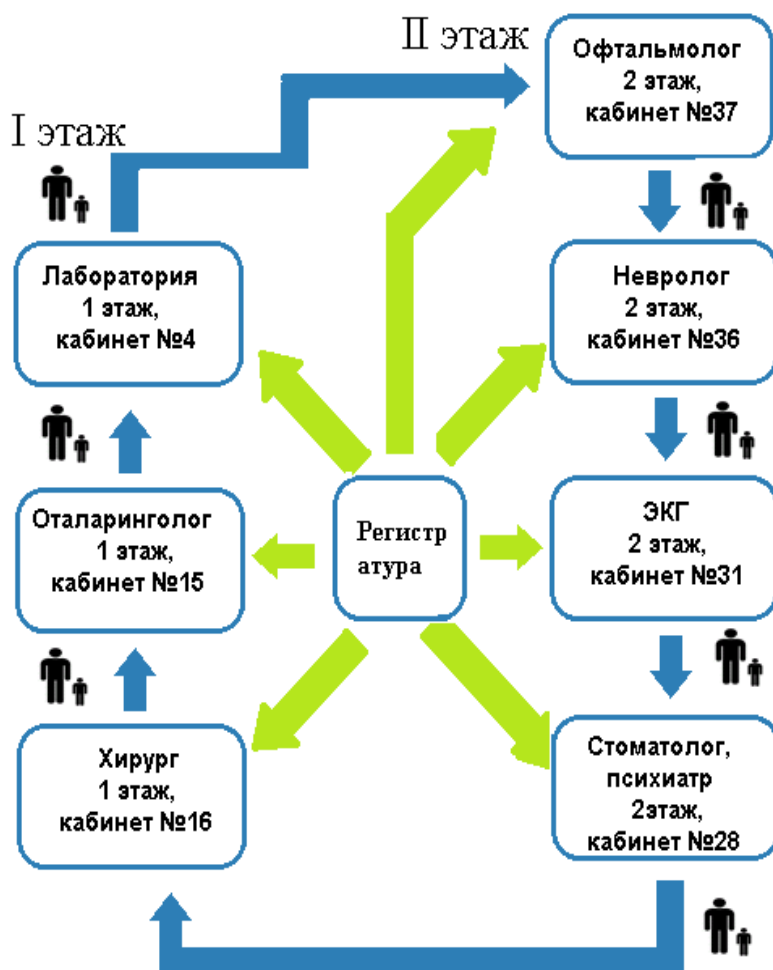 II этаж
Офтальмолог
2 этаж,
кабинет №37
I этаж
Лаборатория
1 этаж,
кабинет №4
Невролог
2 этаж,
кабинет №36
Оталаринголог
1 этаж,
кабинет №15
Регистр
атура
ЭКГ
2 этаж,
кабинет №31
Хирург
1 этаж,
кабинет №16
Стоматолог,
психиатр
2этаж,
кабинет №28